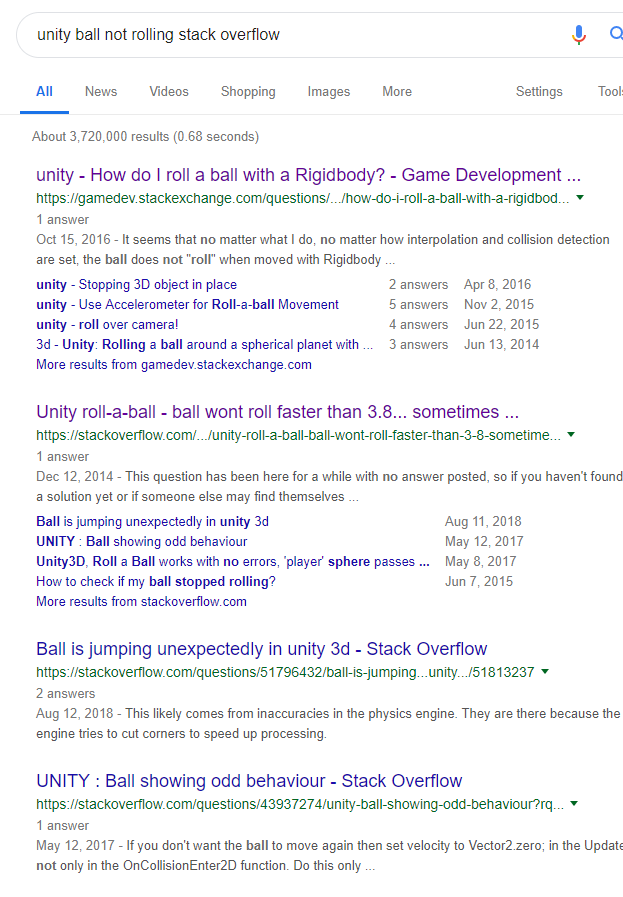 unity ball not rolling stack overflow
All News Videos Shopping Images More Settings Tools
About 3,720,000 results (0.68 seconds)
unity - How do I roll a ball with a Rigidbody? - Game Development ...
https://gamedev.stackexchange.com/questions/.../how-do-i-roll-a-ball-with-a-rigidbod...
1 answer
Oct 15, 2016 - It seems that no matter what I do, no matter how interpolation and collision detection
are set, the ball does not "roll" when moved with Rigidbody ...
unity - Stopping 3D object in place 2 answers Apr 8, 2016
unity - Use Accelerometer for Roll-a-ball Movement 5 answers Nov 2, 2015
unity - roll over camera! 4 answers Jun 22, 2015
3d - Unity: Rolling a ball around a spherical planet with ... 3 answers Jun 13, 2014
More results from gamedev.stackexchange.com
Unity roll-a-ball - ball wont roll faster than 3.8... sometimes ...
https://stackoverflow.com/.../unity-roll-a-ball-ball-wont-roll-faster-than-3-8-sometime...
1 answer
Dec 12, 2014 - This question has been here for a while with no answer posted, so if you haven't found
a solution yet or if someone else may find themselves ...
Ball is jumping unexpectedly in unity 3d Aug 11, 2018
UNITY : Ball showing odd behaviour May 12, 2017
Unity3D, Roll a Ball works with no errors, 'player' sphere passes ... May 8, 2017
How to check if my ball stopped rolling? Jun 7, 2015
More results from stackoverflow.com
Ball is jumping unexpectedly in unity 3d - Stack Overflow
https://stackoverflow.com/questions/51796432/ball-is-jumping...unity.../51813237
2 answers
Aug 12, 2018 - This likely comes from inaccuracies in the physics engine. They are there because the
engine tries to cut corners to speed up processing.
UNITY : Ball showing odd behaviour - Stack Overflow
https://stackoverflow.com/questions/43937274/unity-ball-showing-odd-behaviour?rq...
1 answer
May 12, 2017 - If you don't want the ball to move again then set velocity to Vector2.zero; in the Update
not only in the OnCollisionEnter2D function. Do this only ...